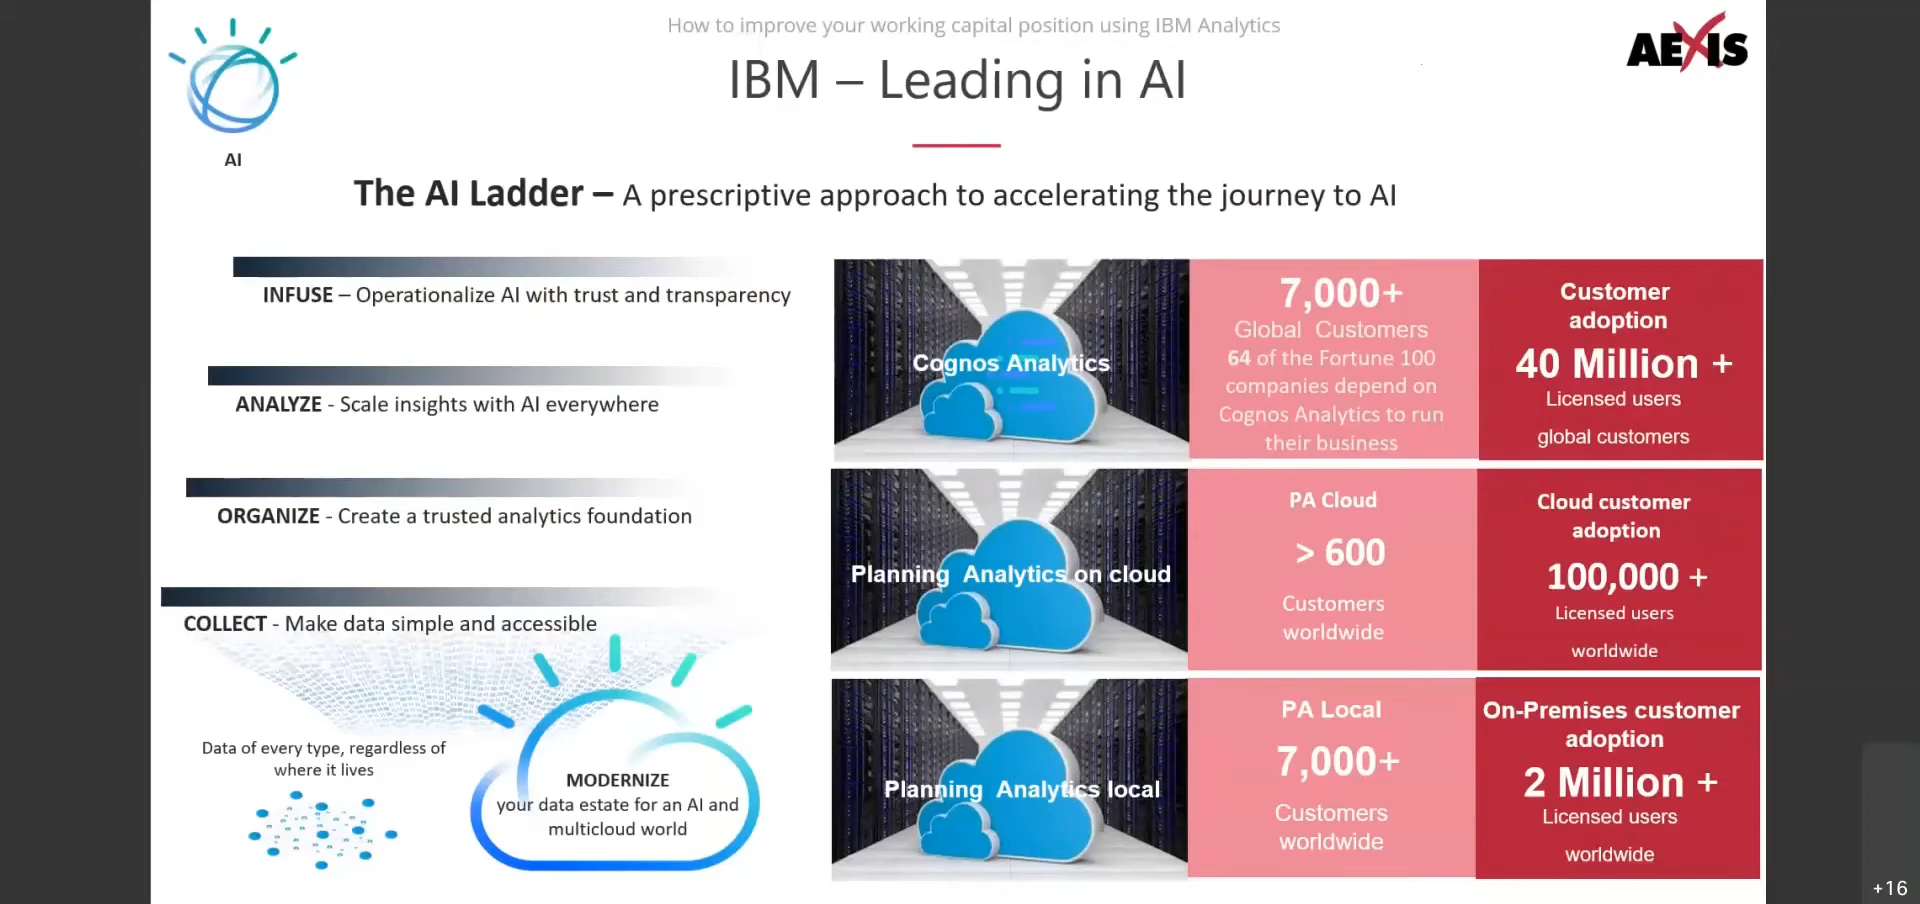 How to improve your working capital position using IBM Analytics
AEXIS
IBM – Leading in AI
AI
The AI Ladder – A prescriptive approach to accelerating the journey to AI
INFUSE – Operationalize AI with trust and transparency
ANALYZE - Scale insights with AI everywhere
ORGANIZE - Create a trusted analytics foundation
COLLECT - Make data simple and accessible
Data of every type, regardless of
where it lives
MODERNIZE
your data estate for an AI and
multicloud world
Cognos Analytics
7,000+
Global Customers
64 of the Fortune 100
companies depend on
Cognos Analytics to run
their business
Customer
adoption
40 Million +
Licensed users
global customers
Planning Analytics on cloud
PA Cloud
> 600
Customers
worldwide
Cloud customer
adoption
100,000 +
Licensed users
worldwide
Planning Analytics local
PA Local
7,000+
Customers
worldwide
On-Premises customer
adoption
2 Million +
Licensed users
worldwide
+16